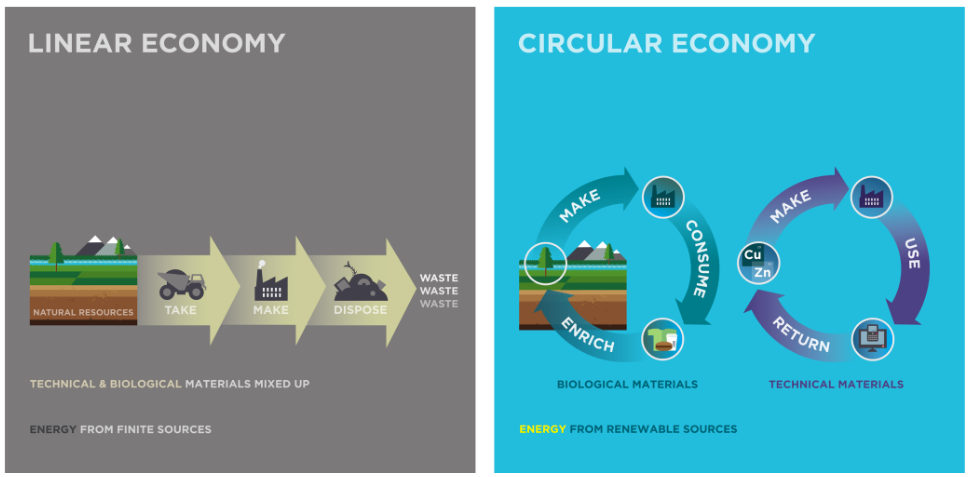 LINEAR ECONOMY
NATURAL RESOURCES
TAKE
MAKE
DISPOSE
WASTE
WASTE
WASTE
TECHNICAL & BIOLOGICAL MATERIALS MIXED UP
ENERGY FROM FINITE SOURCES
CIRCULAR ECONOMY
MAKE
CONSUME
ENRICH
BIOLOGICAL MATERIALS
MAKE
USE
RETURN
Cu
Zn
TECHNICAL MATERIALS
ENERGY FROM RENEWABLE SOURCES